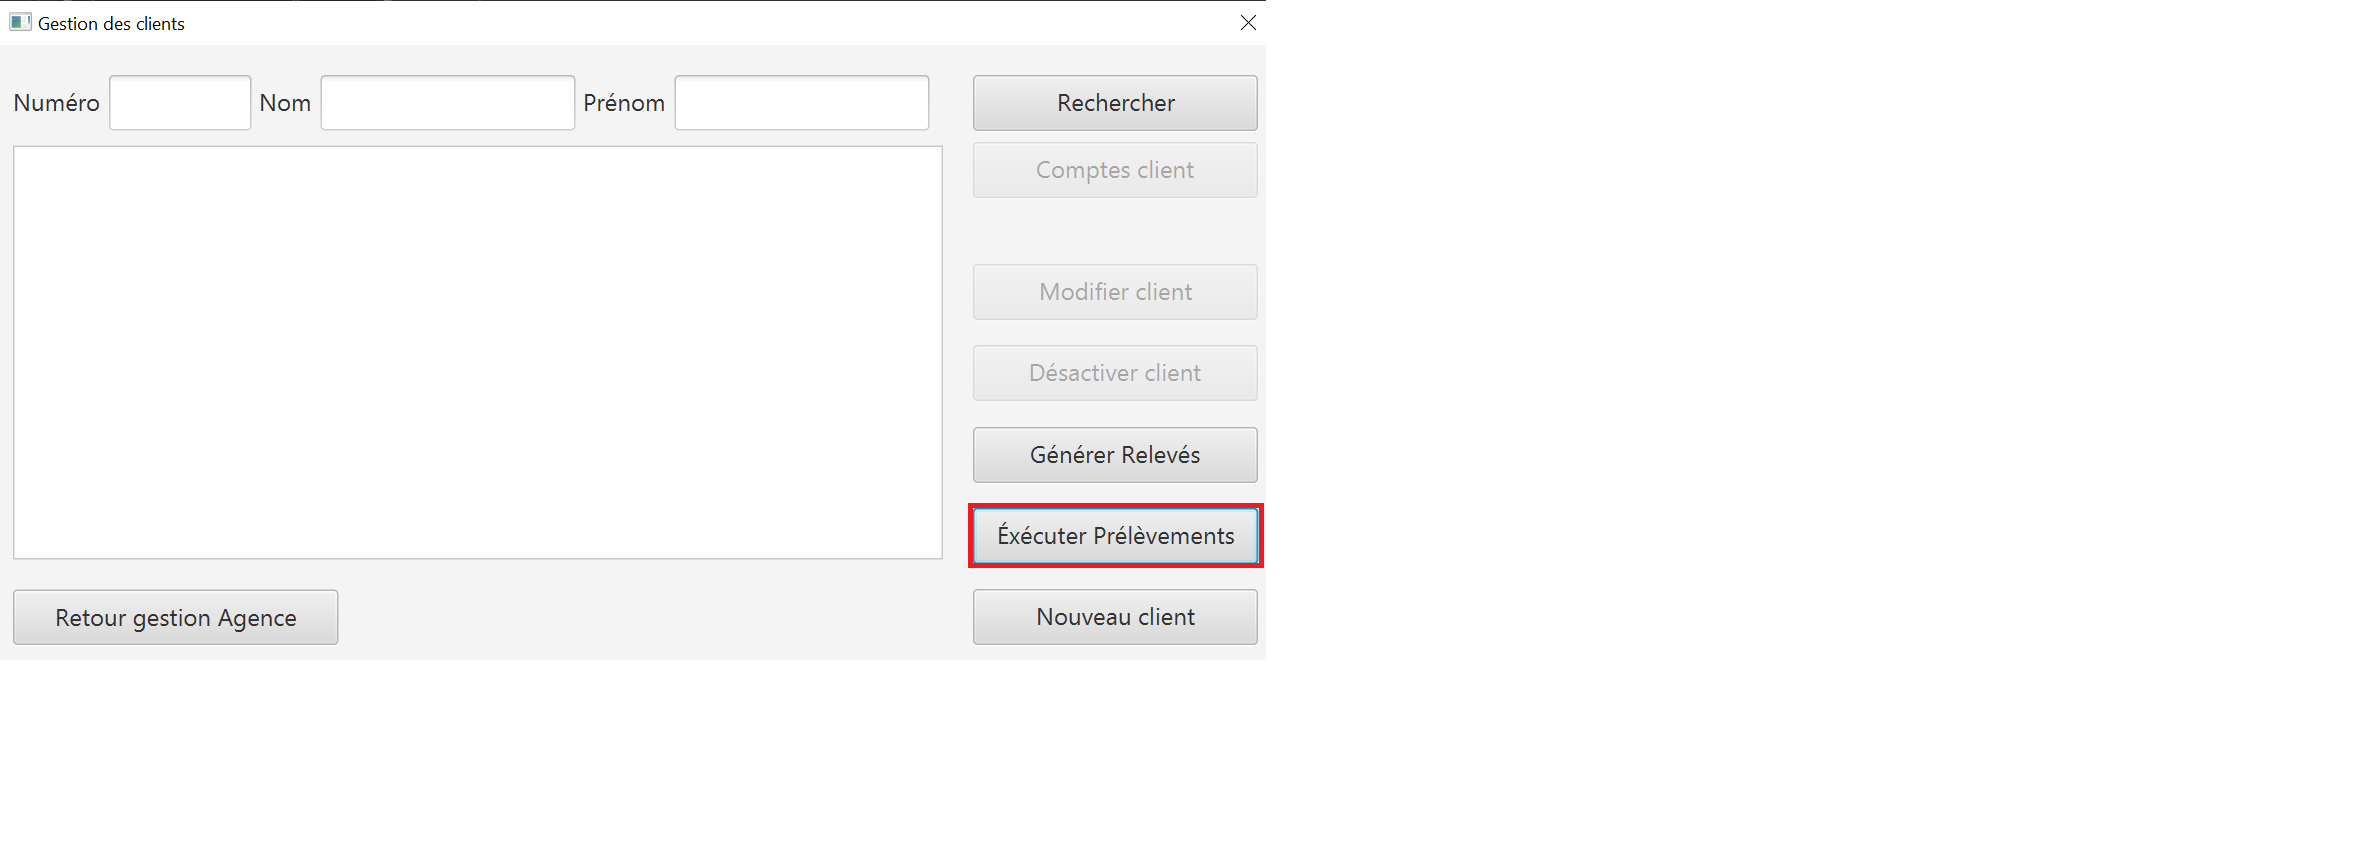 Gestion des clients
Numéro
Nom
Prénom
Rechercher
Comptes client
Modifier client
Désactiver client
Générer Relevés
Éxécuter Prélèvements
Retour gestion Agence
Nouveau client